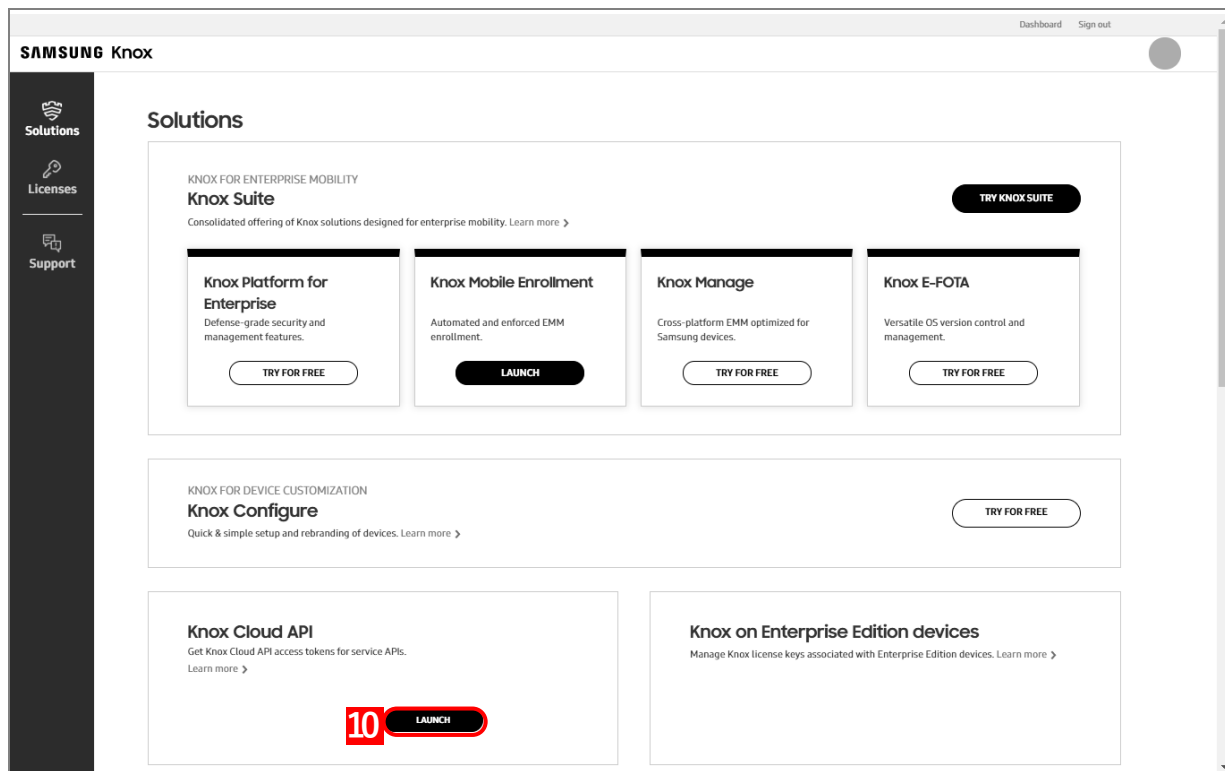 Dashboard Sign out
SAMSUNG Knox
Solutions
Licenses
Support
Solutions
KNOX FOR ENTERPRISE MOBILITY
Knox Suite
Consolidated offering of Knox solutions designed for enterprise mobility. Learn more >
TRY KNOX SUITE
Knox Platform for
Enterprise
Defense-grade security and
management features.
TRY FOR FREE
Knox Mobile Enrollment
Automated and enforced EMM
enrollment.
LAUNCH
Knox Manage
Cross-platform EMM optimized for
Samsung devices.
TRY FOR FREE
Knox E-FOTA
Versatile OS version control and
management.
TRY FOR FREE
KNOX FOR DEVICE CUSTOMIZATION
Knox Configure
Quick & simple setup and rebranding of devices. Learn more >
TRY FOR FREE
Knox Cloud API
Get Knox Cloud API access tokens for service APIs.
Learn more >
10 LAUNCH
Knox on Enterprise Edition devices
Manage Knox license keys associated with Enterprise Edition devices. Learn more >